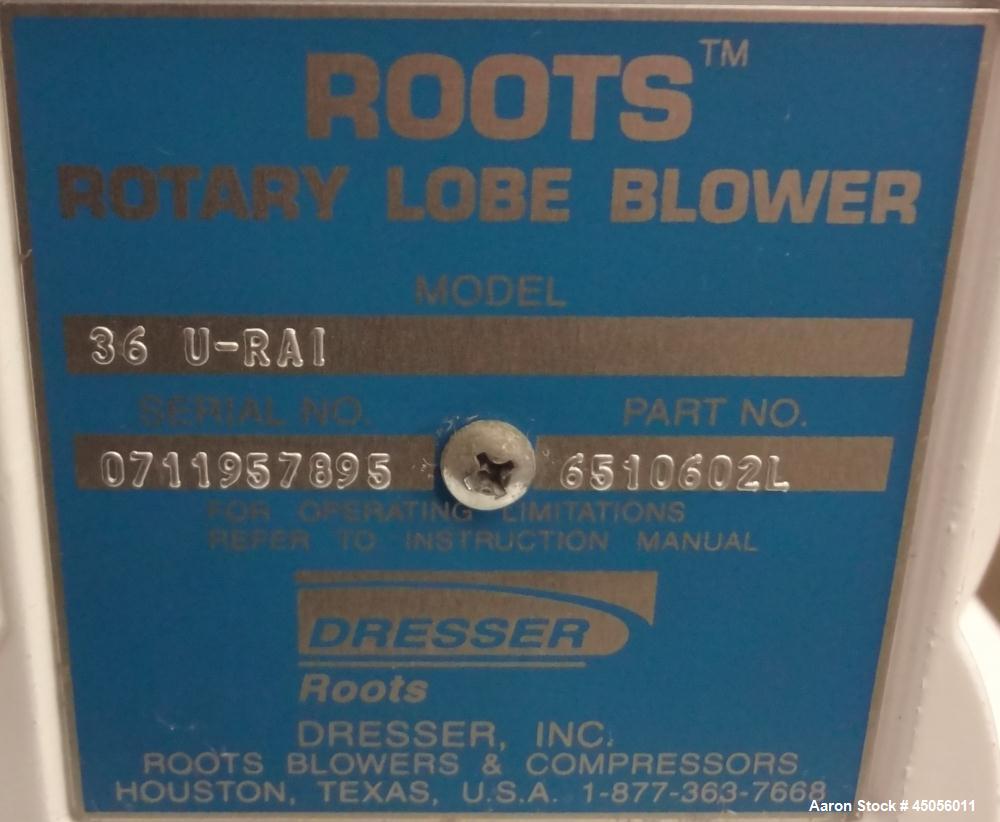 ROOTS™
ROTARY LOBE BLOWER
MODEL
36 U-RAI
SERIAL NO. PART NO.
0711957895 6510602L
FOR OPERATING LIMITATIONS
REFER TO INSTRUCTION MANUAL
DRESSER
Roots
DRESSER, INC.
ROOTS BLOWERS & COMPRESSORS
HOUSTON, TEXAS, U.S.A. 1-877-363-7668
Aaron Stock # 45056011